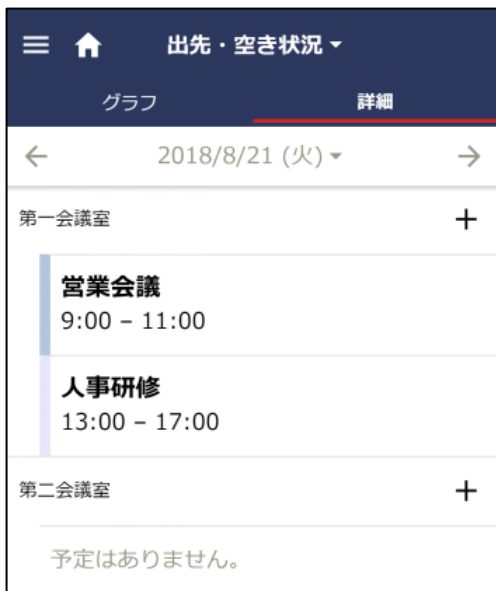 出先・空き状況
グラフ 詳細
2018/8/21 (火)
第一会議室
営業会議
9:00 – 11:00
人事研修
13:00 – 17:00
第二会議室
予定はありません。